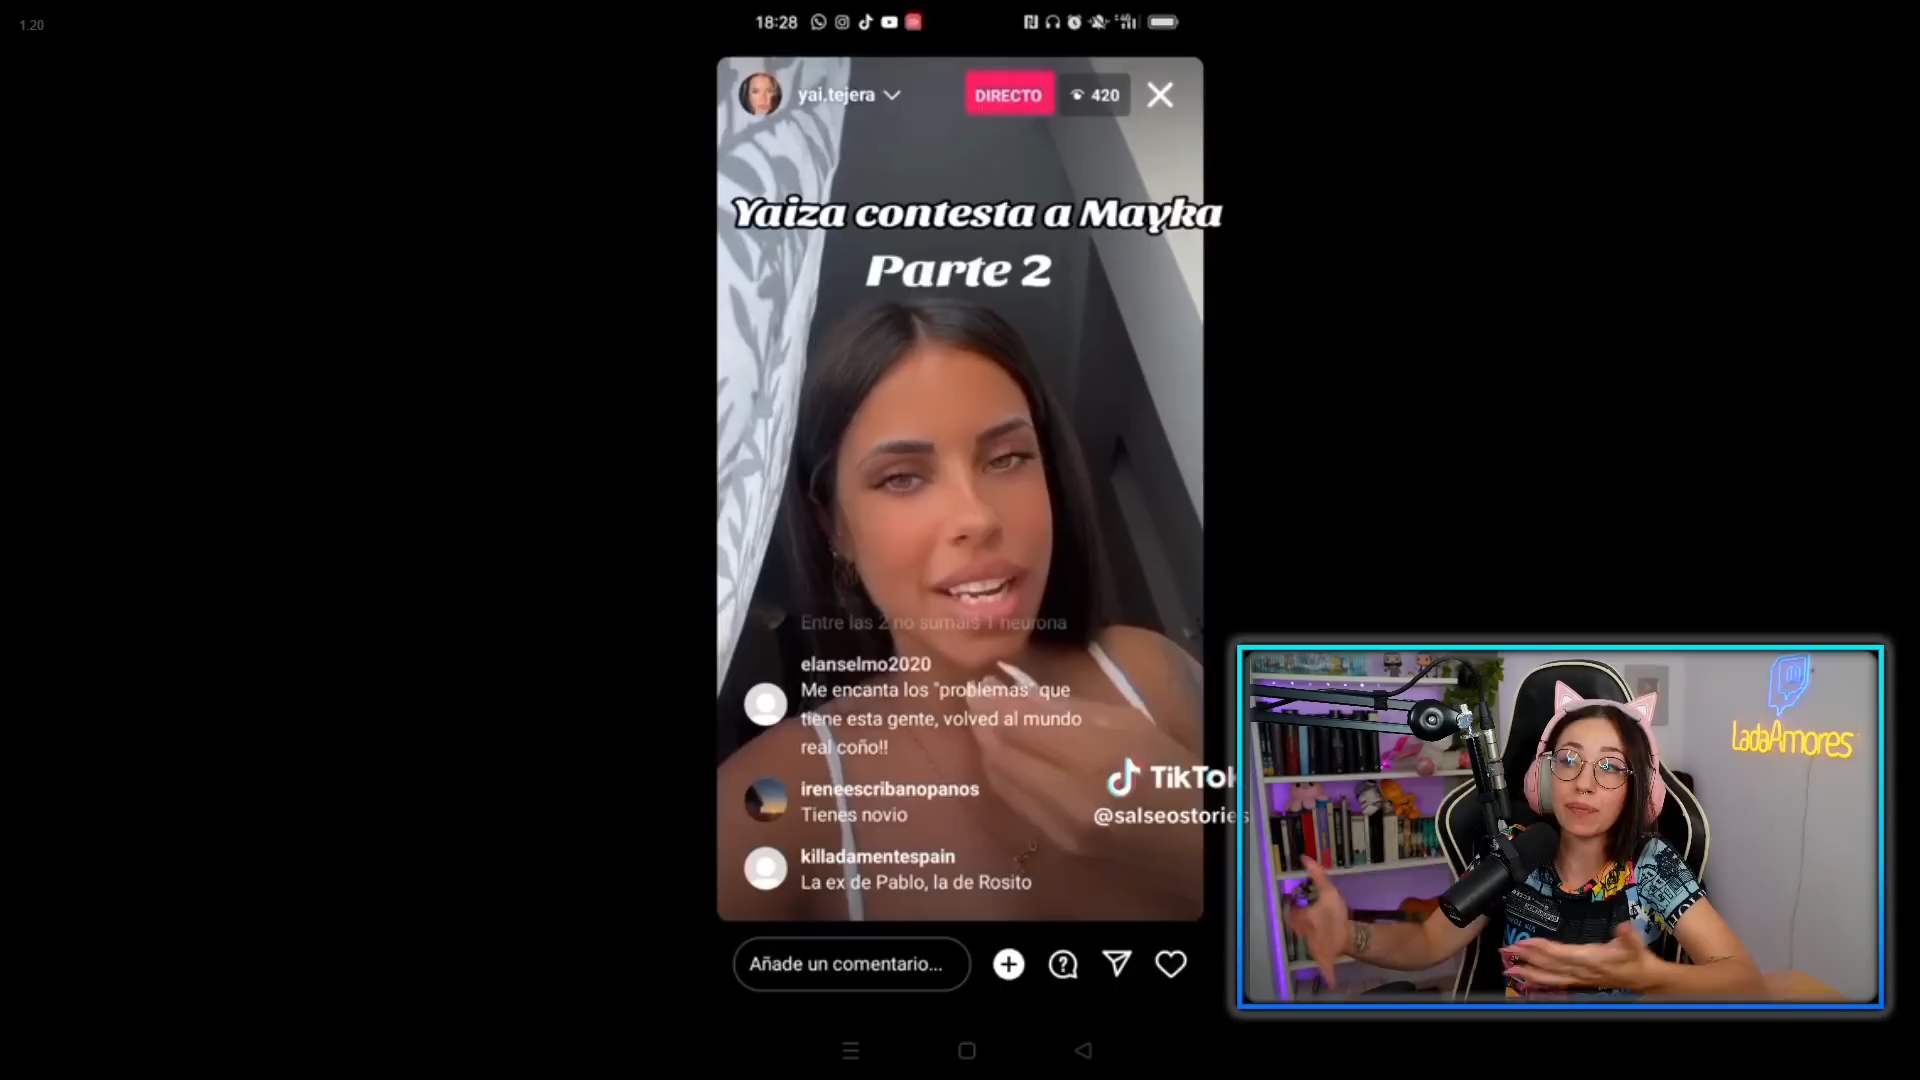 1.20
18:28
yai.tejera
DIRECTO
420
Yaiza contesta a Mayka
Parte 2
Entre las 2 no sumais 1 neurona
elanselmo2020
Me encanta los "problemas" que
tiene esta gente, volved al mundo
real coño!!
ireneescribanopanos
Tienes novio
killadamentespain
La ex de Pablo, la de Rosito
TikTok
@salseostories
LadaAmores
Añade un comentario...